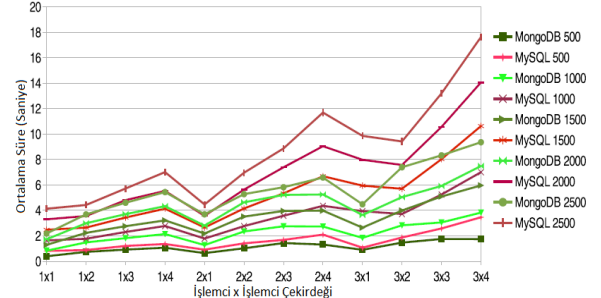 20
18
16
14
12
10
8
6
4
2
0
Ortalama Süre (Saniye)
1x1 1x2 1x3 1x4 2x1 2x2 2x3 2x4 3x1 3x2 3x3 3x4
İşlemci x İşlemci Çekirdeği
MongoDB 500
MySQL 500
MongoDB 1000
MySQL 1000
MongoDB 1500
MySQL 1500
MongoDB 2000
MySQL 2000
MongoDB 2500
MySQL 2500